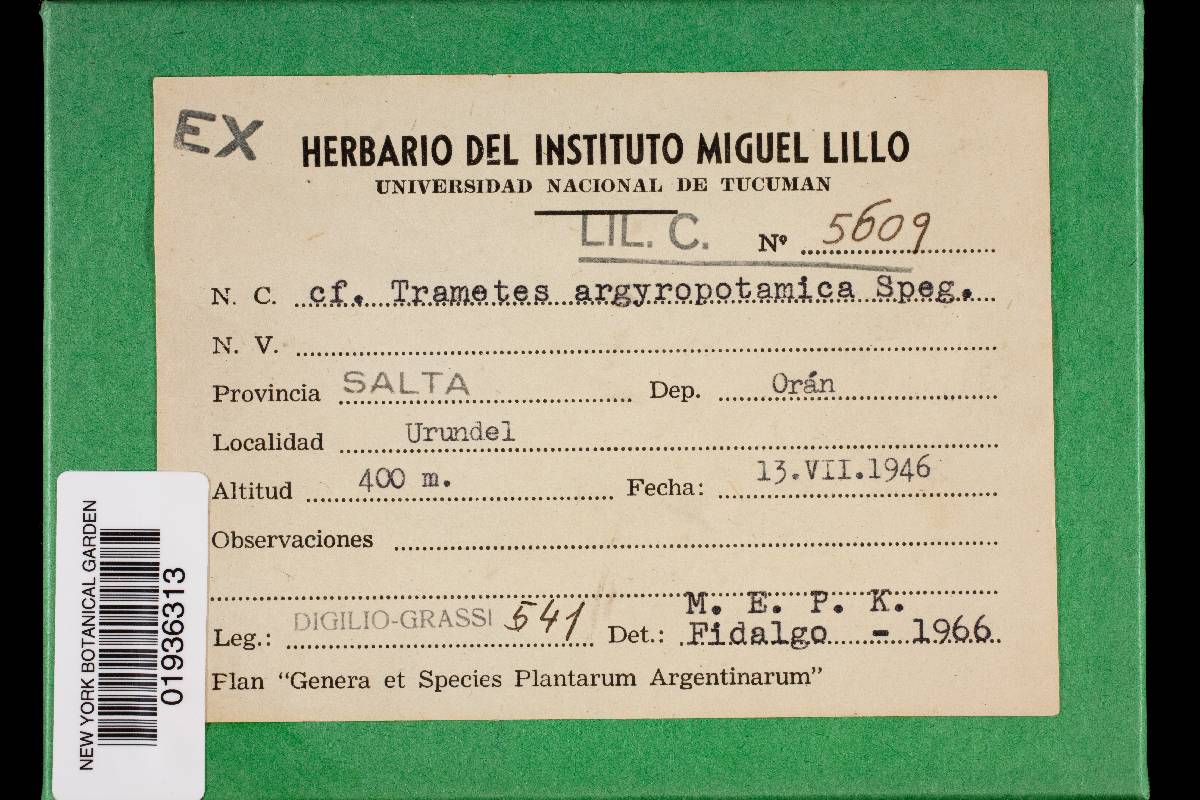 EX
HERBARIO DEL INSTITUTO MIGUEL LILLO
UNIVERSIDAD NACIONAL DE TUCUMAN
LIL. C. Nº 5609
N. C. cf. Trametes argyropotamica Speg.
N. V.
Provincia SALTA Dep. Orán
Localidad Urundel
Altitud 400 m. Fecha: 13.VII.1946
Observaciones
M. E. P. K.
Leg.: DIGILIO-GRASSI 541 Det.: Fidalgo - 1966
Flan “Genera et Species Plantarum Argentinarum”
NEW YORK BOTANICAL GARDEN
01936313